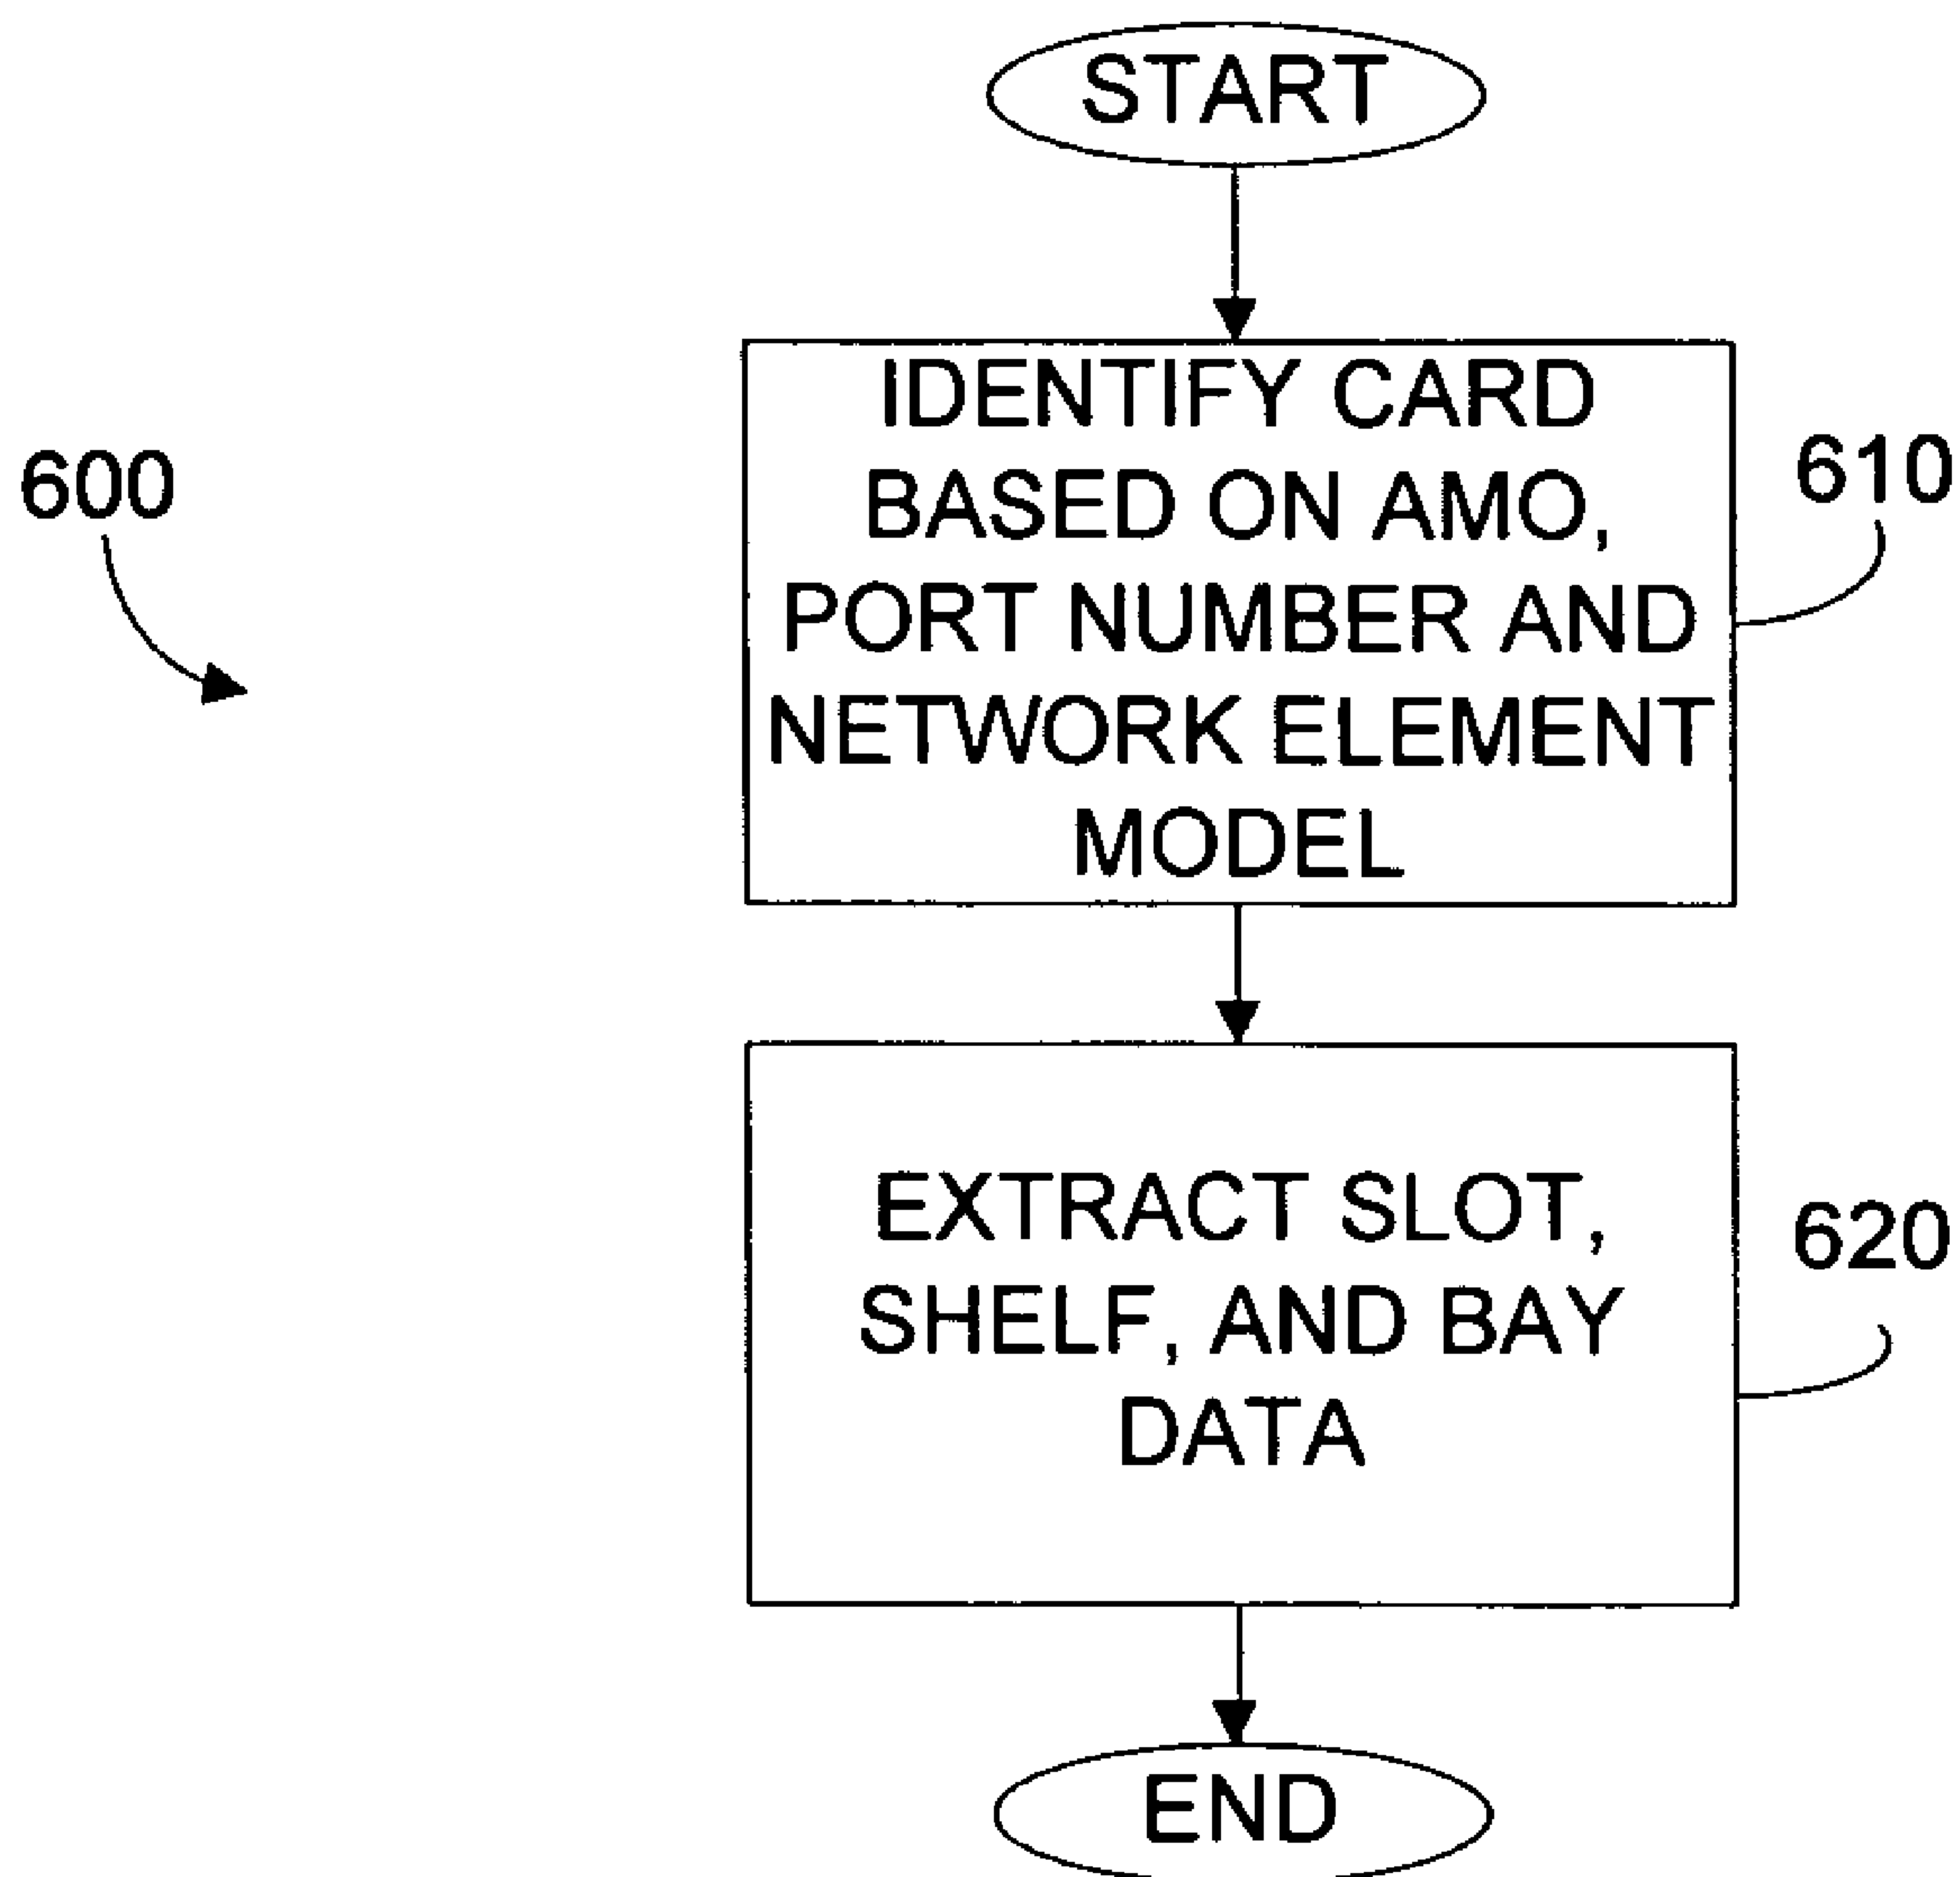 START
600
IDENTIFY CARD
BASED ON AMO,
PORT NUMBER AND
NETWORK ELEMENT
MODEL
610
EXTRACT SLOT,
SHELF, AND BAY
DATA
620
END